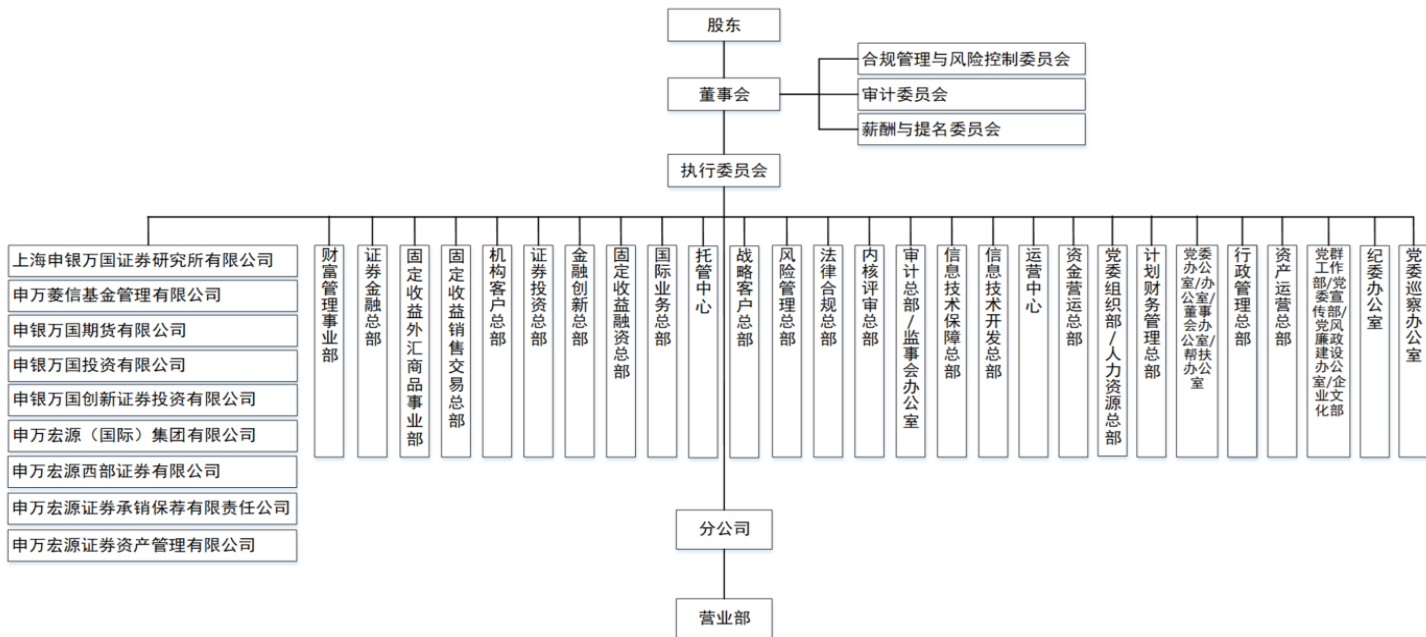 股东
董事会
合规管理与风险控制委员会
审计委员会
薪酬与提名委员会
执行委员会
上海申银万国证券研究所有限公司
申万菱信基金管理有限公司
申银万国期货有限公司
申银万国投资有限公司
申银万国创新证券投资有限公司
申万宏源（国际）集团有限公司
申万宏源西部证券有限公司
申万宏源证券承销保荐有限责任公司
申万宏源证券资产管理有限公司
财富管理事业部
证券金融总部
固定收益外汇商品事业部
固定收益销售交易总部
机构客户总部
证券投资总部
金融创新总部
固定收益融资总部
国际业务总部
托管中心
战略客户总部
风险管理总部
法律合规总部
内核评审总部
审计总部/监事会办公室
信息技术保障总部
信息技术开发总部
运营中心
资金营运总部
党委组织部/人力资源总部
计划财务管理总部
党委办公室/办公室/董事会办公室/帮扶办公室
行政管理总部
资产运营总部
党群工作部/党委宣传部/党风廉政建设办公室/企业文化部
纪委办公室
党委巡察办公室
分公司
营业部